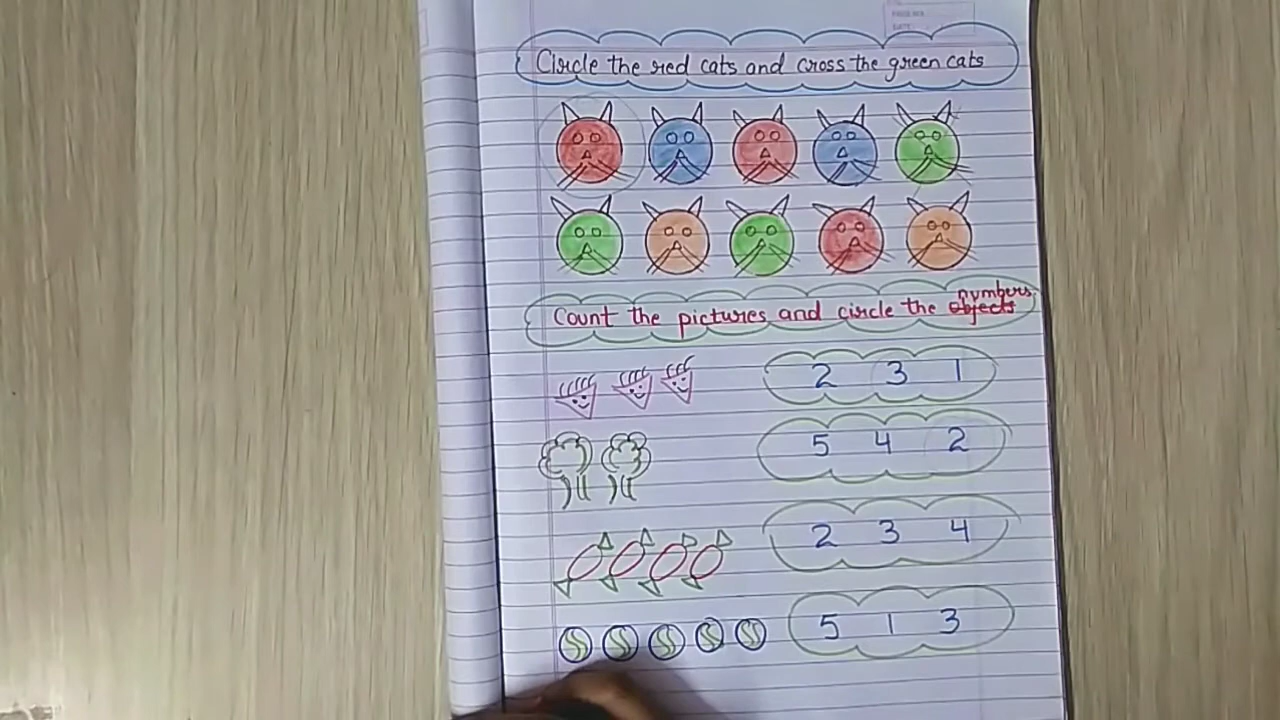 Circle the red cats and cross the green cats
numbers.
Count the pictures and circle the objects
2 3 1
5 4 2
2 3 4
5 1 3